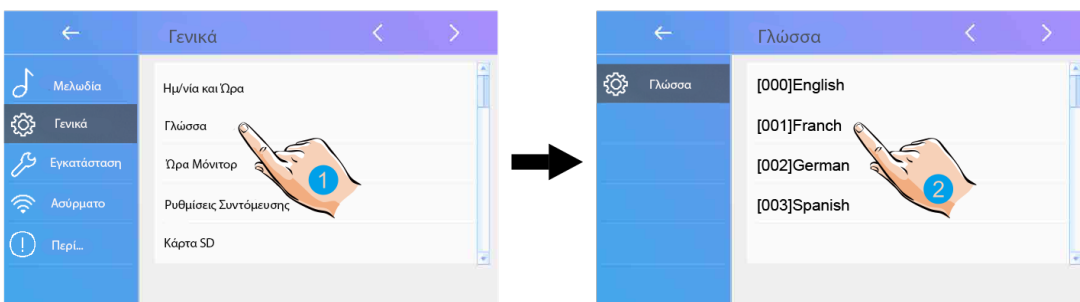 Γενικά
Μελωδία
Γενικά
Εγκατάσταση
Ασύρματο
Περί...
Ημ/νία και Ώρα
Γλώσσα
Ώρα Μόνιτορ
Ρυθμίσεις Συντόμευσης
Κάρτα SD
1
Γλώσσα
Γλώσσα
[000]English
[001]Franch
[002]German
[003]Spanish
2